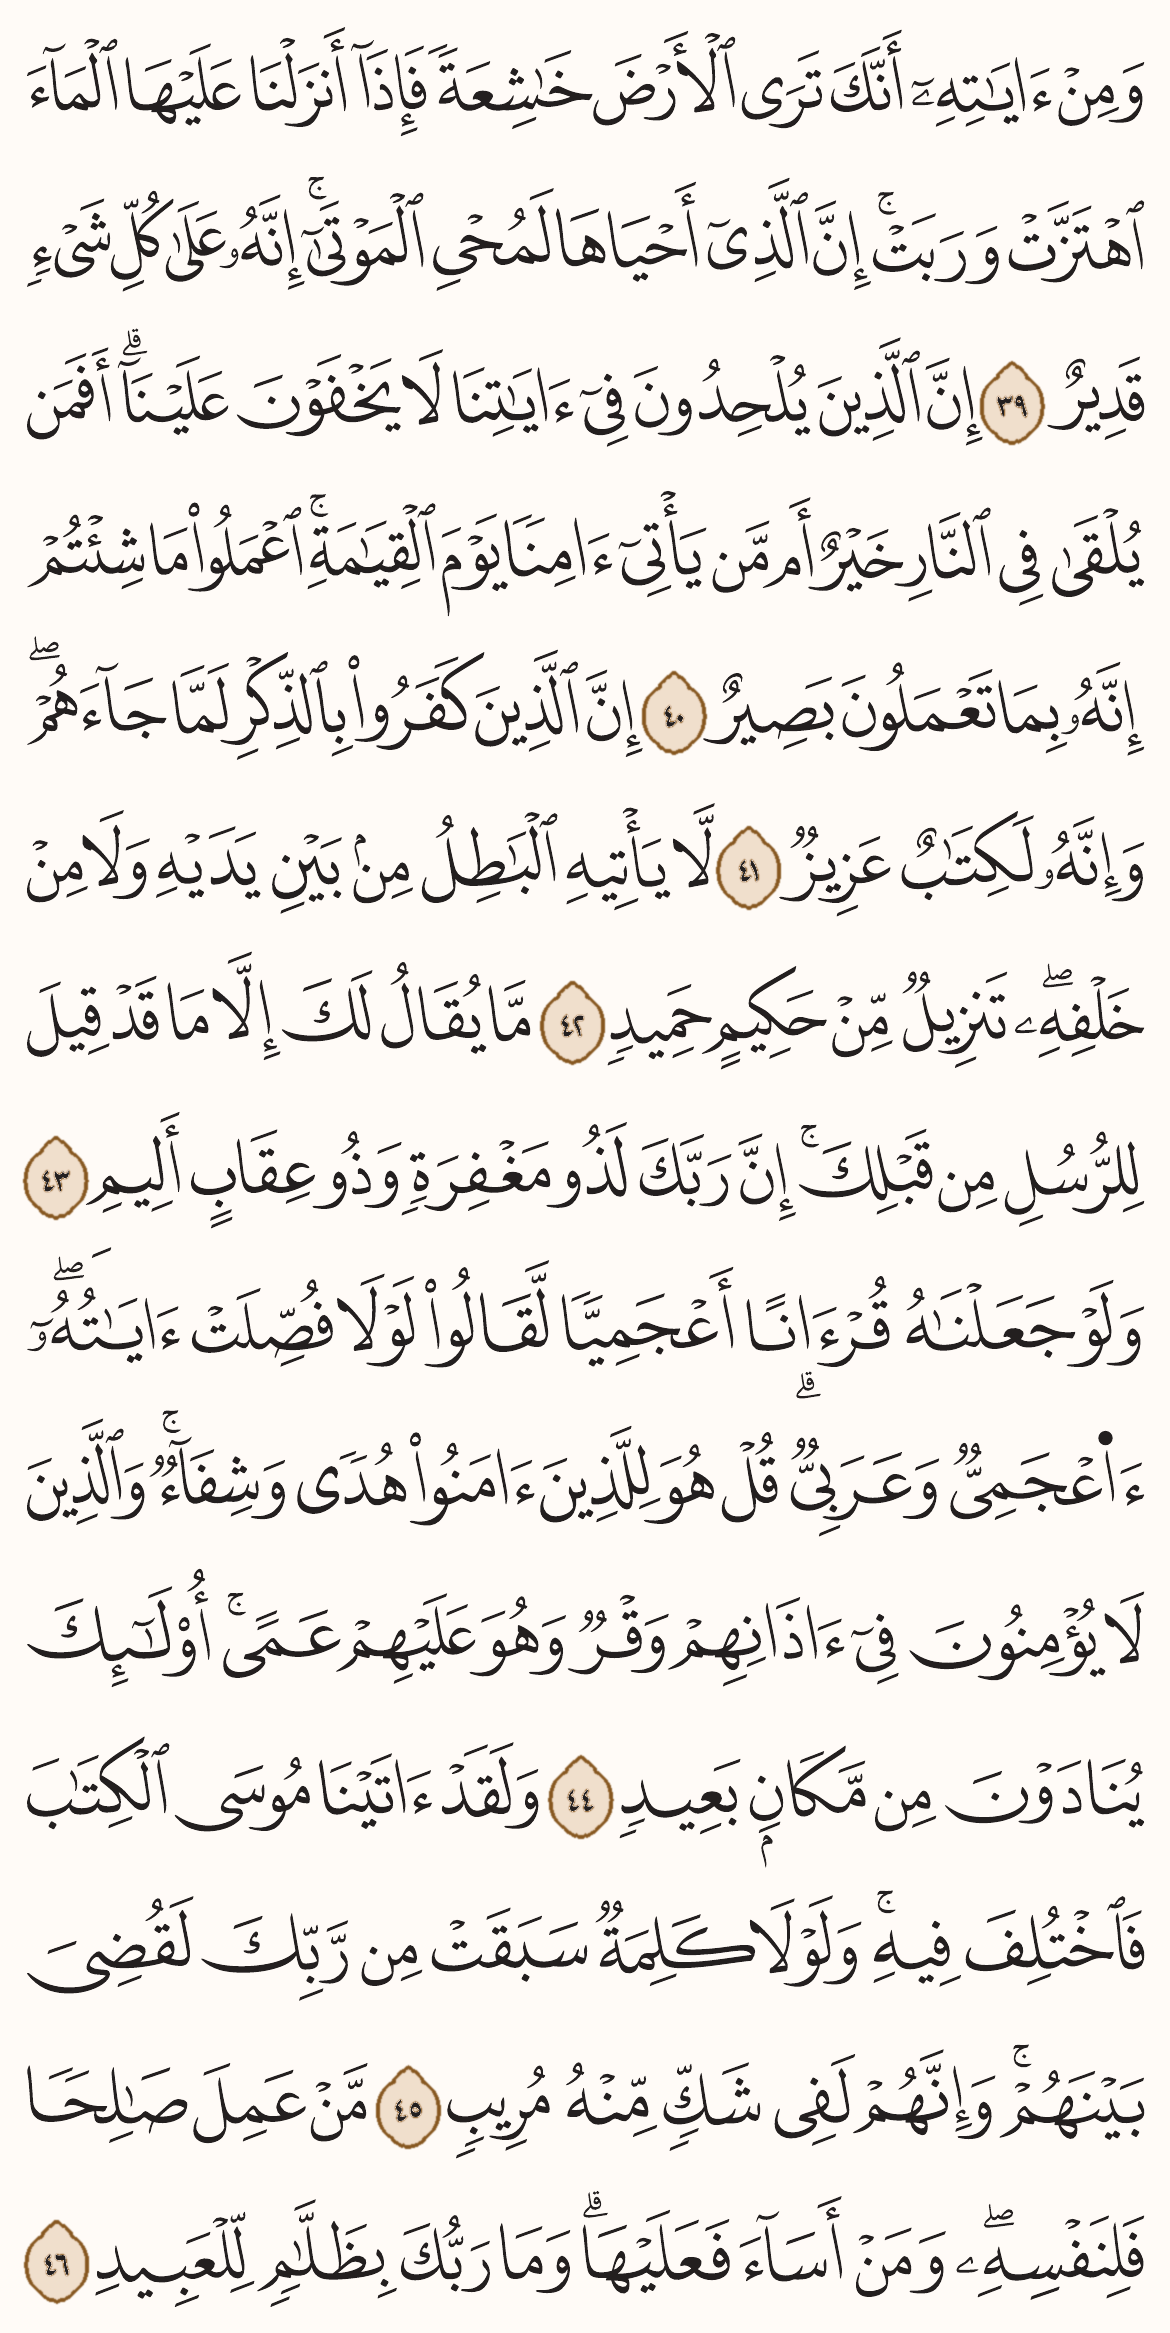 وَمِنْ ءَايَٰتِهِۦٓ أَنَّكَ تَرَى ٱلْأَرْضَ خَٰشِعَةً فَإِذَآ أَنزَلْنَا عَلَيْهَا ٱلْمَآءَ
ٱهْتَزَّتْ وَرَبَتْ ۚ إِنَّ ٱلَّذِىٓ أَحْيَاهَا لَمُحْىِ ٱلْمَوْتَىٰٓ ۚ إِنَّهُۥ عَلَىٰ كُلِّ شَىْءٍ
قَدِيرٌ ٣٩ إِنَّ ٱلَّذِينَ يُلْحِدُونَ فِىٓ ءَايَٰتِنَا لَا يَخْفَوْنَ عَلَيْنَآ ۗ أَفَمَن
يُلْقَىٰ فِى ٱلنَّارِ خَيْرٌ أَم مَّن يَأْتِىٓ ءَامِنًا يَوْمَ ٱلْقِيَٰمَةِ ۚ ٱعْمَلُوا۟ مَا شِئْتُمْ
إِنَّهُۥ بِمَا تَعْمَلُونَ بَصِيرٌ ٤٠ إِنَّ ٱلَّذِينَ كَفَرُوا۟ بِٱلذِّكْرِ لَمَّا جَآءَهُمْ ۖ
وَإِنَّهُۥ لَكِتَٰبٌ عَزِيزٌ ٤١ لَّا يَأْتِيهِ ٱلْبَٰطِلُ مِنۢ بَيْنِ يَدَيْهِ وَلَا مِنْ
خَلْفِهِۦ ۖ تَنزِيلٌ مِّنْ حَكِيمٍ حَمِيدٍ ٤٢ مَّا يُقَالُ لَكَ إِلَّا مَا قَدْ قِيلَ
لِلرُّسُلِ مِن قَبْلِكَ ۚ إِنَّ رَبَّكَ لَذُو مَغْفِرَةٍ وَذُو عِقَابٍ أَلِيمٍ ٤٣
وَلَوْ جَعَلْنَٰهُ قُرْءَانًا أَعْجَمِيًّا لَّقَالُوا۟ لَوْلَا فُصِّلَتْ ءَايَٰتُهُۥٓ ۖ
ءَا۬عْجَمِىٌّ وَعَرَبِىٌّ ۗ قُلْ هُوَ لِلَّذِينَ ءَامَنُوا۟ هُدًى وَشِفَآءٌ ۚ وَٱلَّذِينَ
لَا يُؤْمِنُونَ فِىٓ ءَاذَانِهِمْ وَقْرٌ وَهُوَ عَلَيْهِمْ عَمًى ۚ أُو۟لَٰٓئِكَ
يُنَادَوْنَ مِن مَّكَانٍۭ بَعِيدٍ ٤٤ وَلَقَدْ ءَاتَيْنَا مُوسَى ٱلْكِتَٰبَ
فَٱخْتُلِفَ فِيهِ ۚ وَلَوْلَا كَلِمَةٌ سَبَقَتْ مِن رَّبِّكَ لَقُضِىَ
بَيْنَهُمْ ۚ وَإِنَّهُمْ لَفِى شَكٍّ مِّنْهُ مُرِيبٍ ٤٥ مَّنْ عَمِلَ صَٰلِحًا
فَلِنَفْسِهِۦ ۖ وَمَنْ أَسَآءَ فَعَلَيْهَا ۗ وَمَا رَبُّكَ بِظَلَّٰمٍ لِّلْعَبِيدِ ٤٦